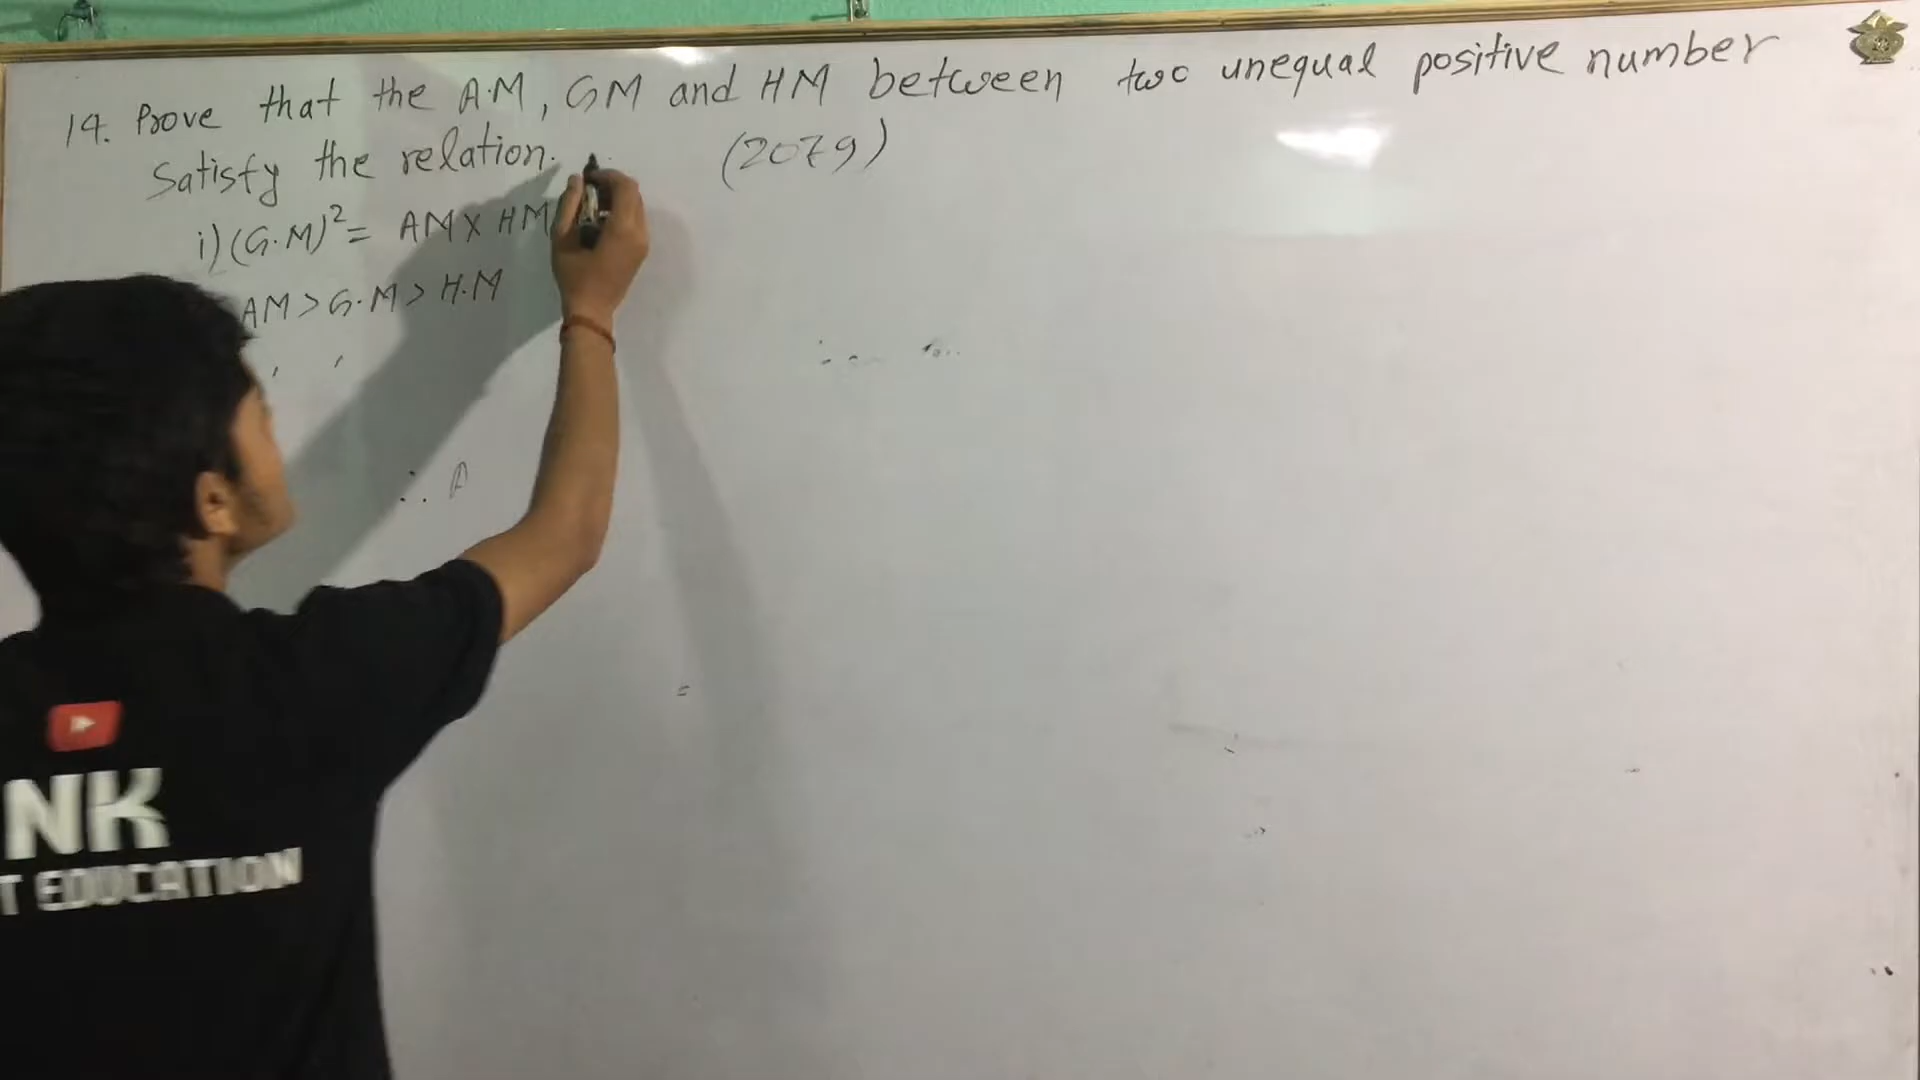 14. Prove that the A.M, GM and HM between two unequal positive number
Satisfy the relation. (2079)
i) (G.M)² = AM X HM
AM > G.M > H.M
∴ A
=
NK
T EDUCATION